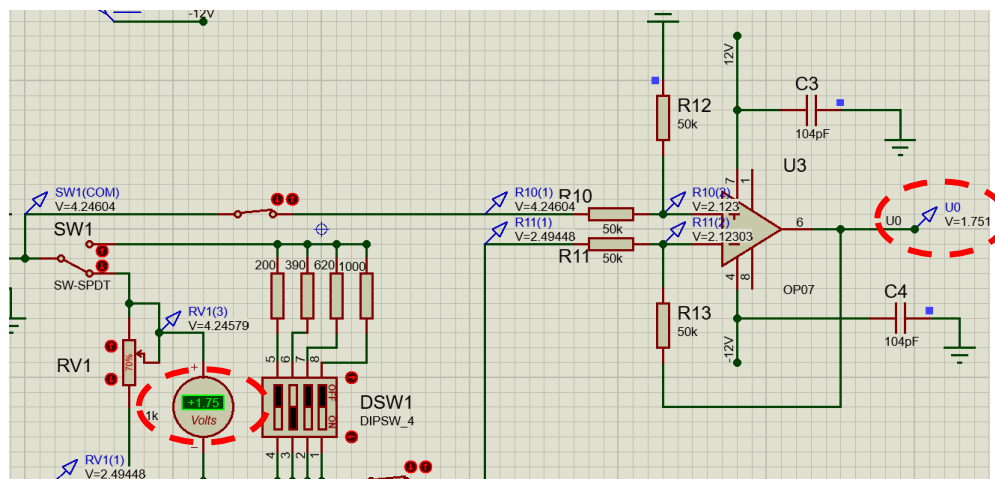 -12V
12V
C3
104pF
R12
50k
U3
7
1
SW1(COM)
V=4.24604
R10(1)
V=4.24604
R10
50k
R10(2)
V=2.123
6
U0
U0
V=1.751
SW1
SW-SPDT
R11(1)
V=2.49448
R11
50k
R11(2)
V=2.12303
4
8
OP07
200
390
620
1000
RV1(3)
V=4.24579
R13
50k
C4
104pF
-12V
RV1
70%
1k
+
+1.75
Volts
−
5
6
7
8
OFF
ON
DSW1
DIPSW_4
4
3
2
1
RV1(1)
V=2.49448